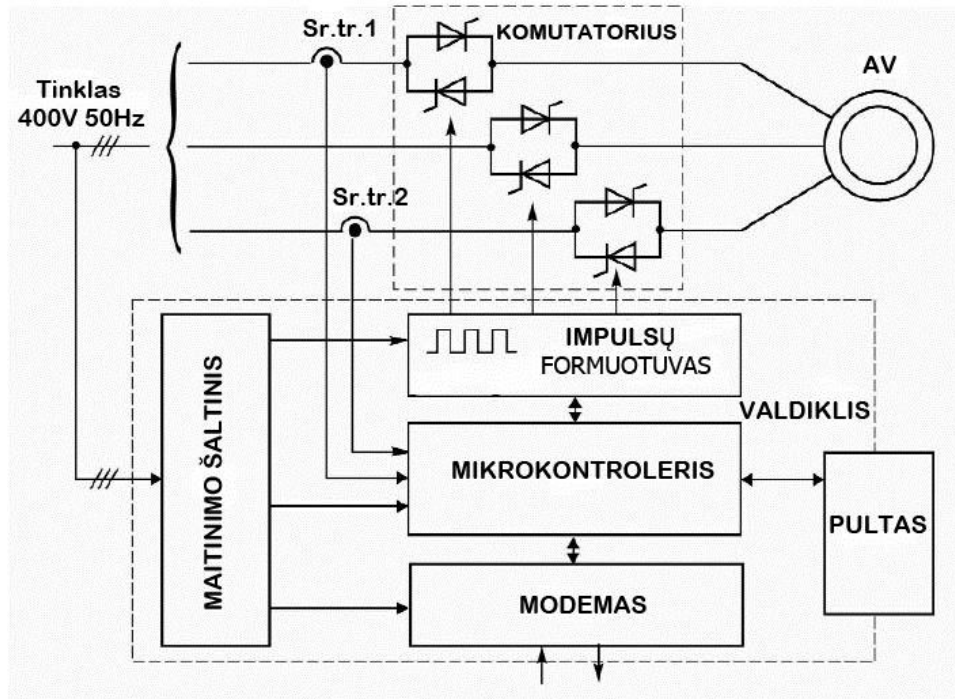 Sr.tr.1
KOMUTATORIUS
AV
Tinklas
400V 50Hz
Sr.tr.2
MAITINIMO ŠALTINIS
IMPULSŲ
FORMUOTUVAS
VALDIKLIS
MIKROKONTROLERIS
PULTAS
MODEMAS